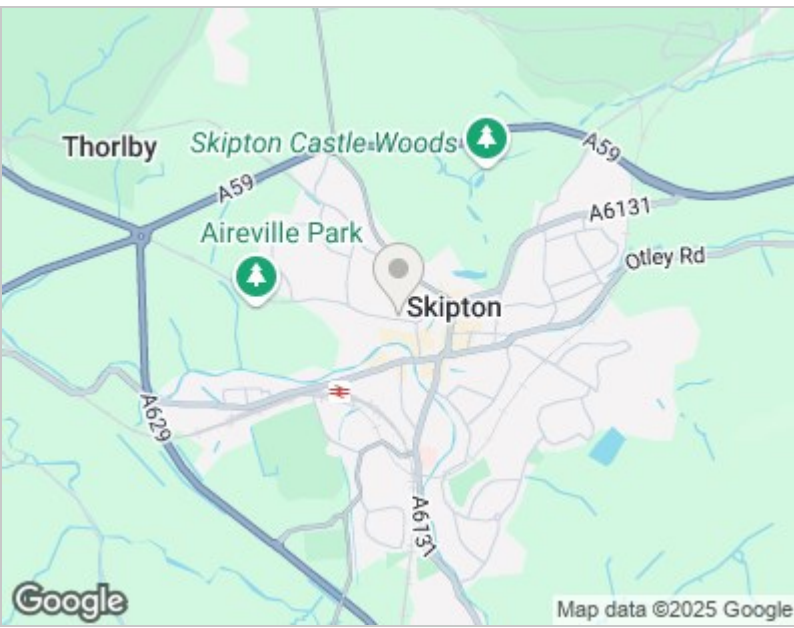 Thorlby
Skipton Castle Woods
A59
A59
A6131
Aireville Park
Otley Rd
Skipton
A629
A6131
Google
Map data ©2025 Google